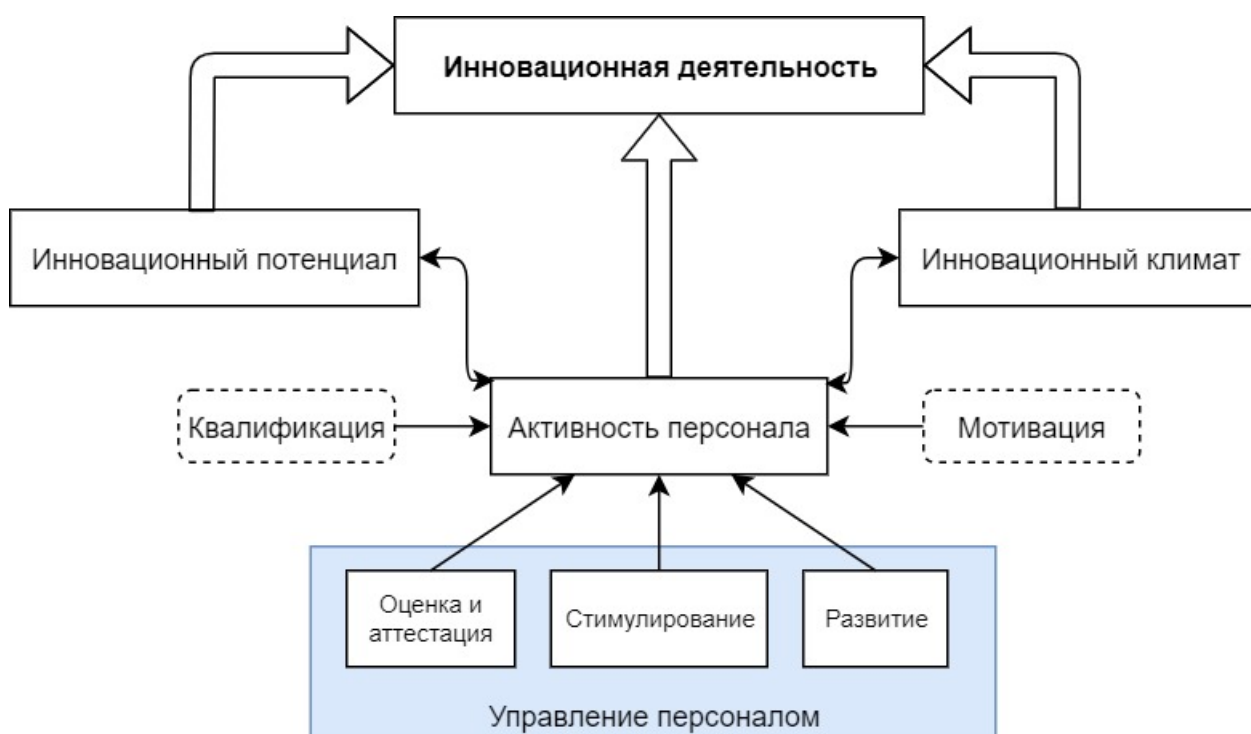 Инновационная деятельность
Инновационный потенциал
Инновационный климат
Квалификация
Активность персонала
Мотивация
Оценка и
аттестация
Стимулирование
Развитие
Управление персоналом